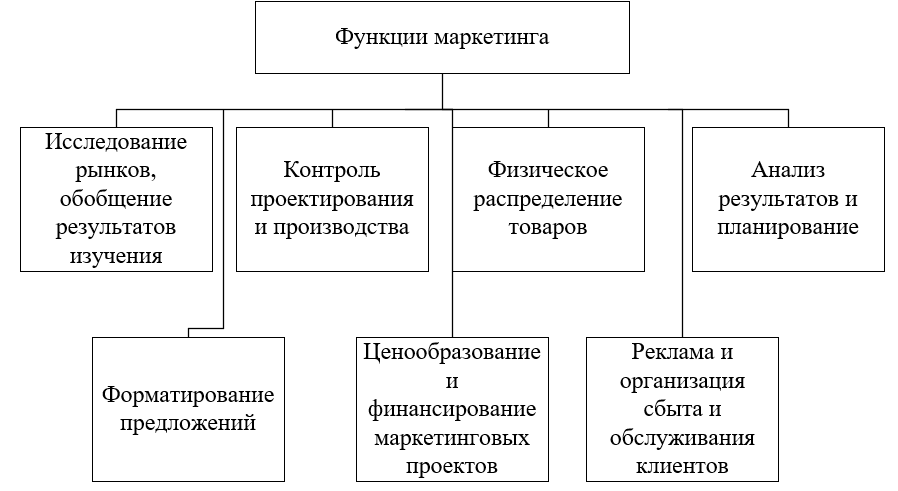 Функции маркетинга
Исследование
рынков,
обобщение
результатов
изучения
Контроль
проектирования
и производства
Физическое
распределение
товаров
Анализ
результатов и
планирование
Форматирование
предложений
Ценообразование
и
финансирование
маркетинговых
проектов
Реклама и
организация
сбыта и
обслуживания
клиентов